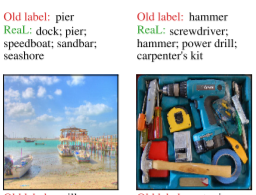 Old label: pier
ReaL: dock; pier;
speedboat; sandbar;
seashore
Old label: hammer
ReaL: screwdriver;
hammer; power drill;
carpenter's kit